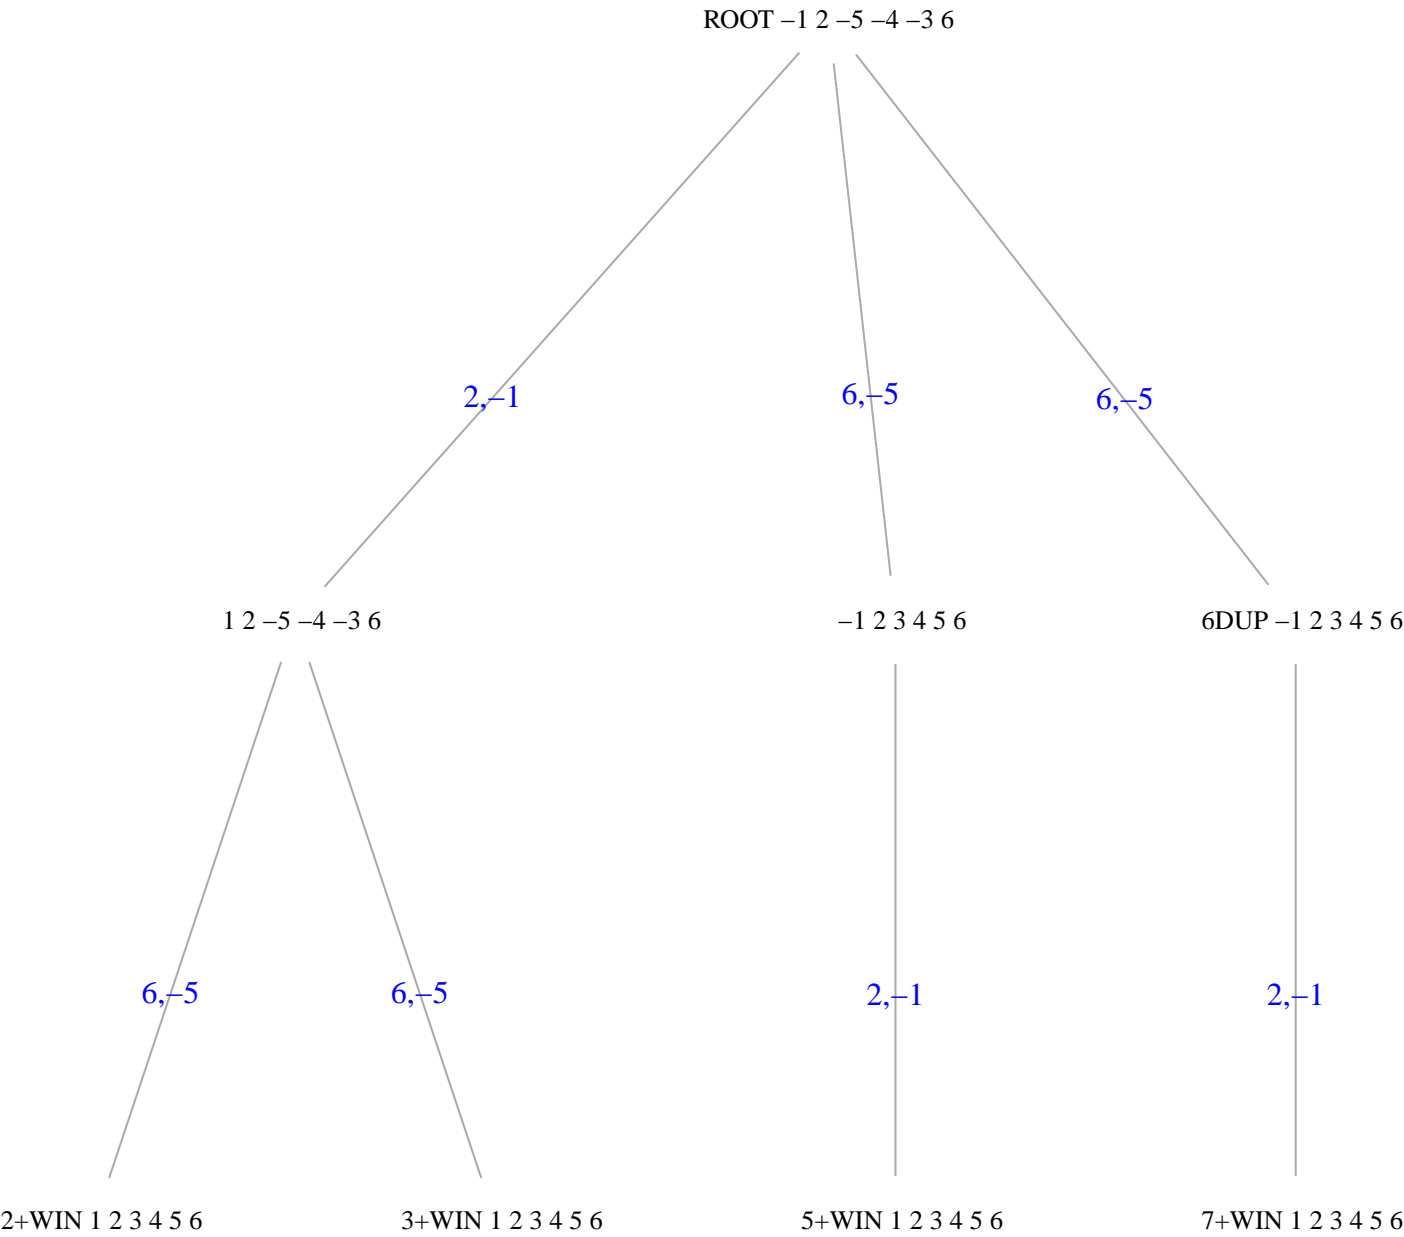 ROOT –1 2 –5 –4 –3 6
2,–1
6,–5
6,–5
1 2 –5 –4 –3 6
–1 2 3 4 5 6
6DUP –1 2 3 4 5 6
6,–5
6,–5
2,–1
2,–1
2+WIN 1 2 3 4 5 6
3+WIN 1 2 3 4 5 6
5+WIN 1 2 3 4 5 6
7+WIN 1 2 3 4 5 6